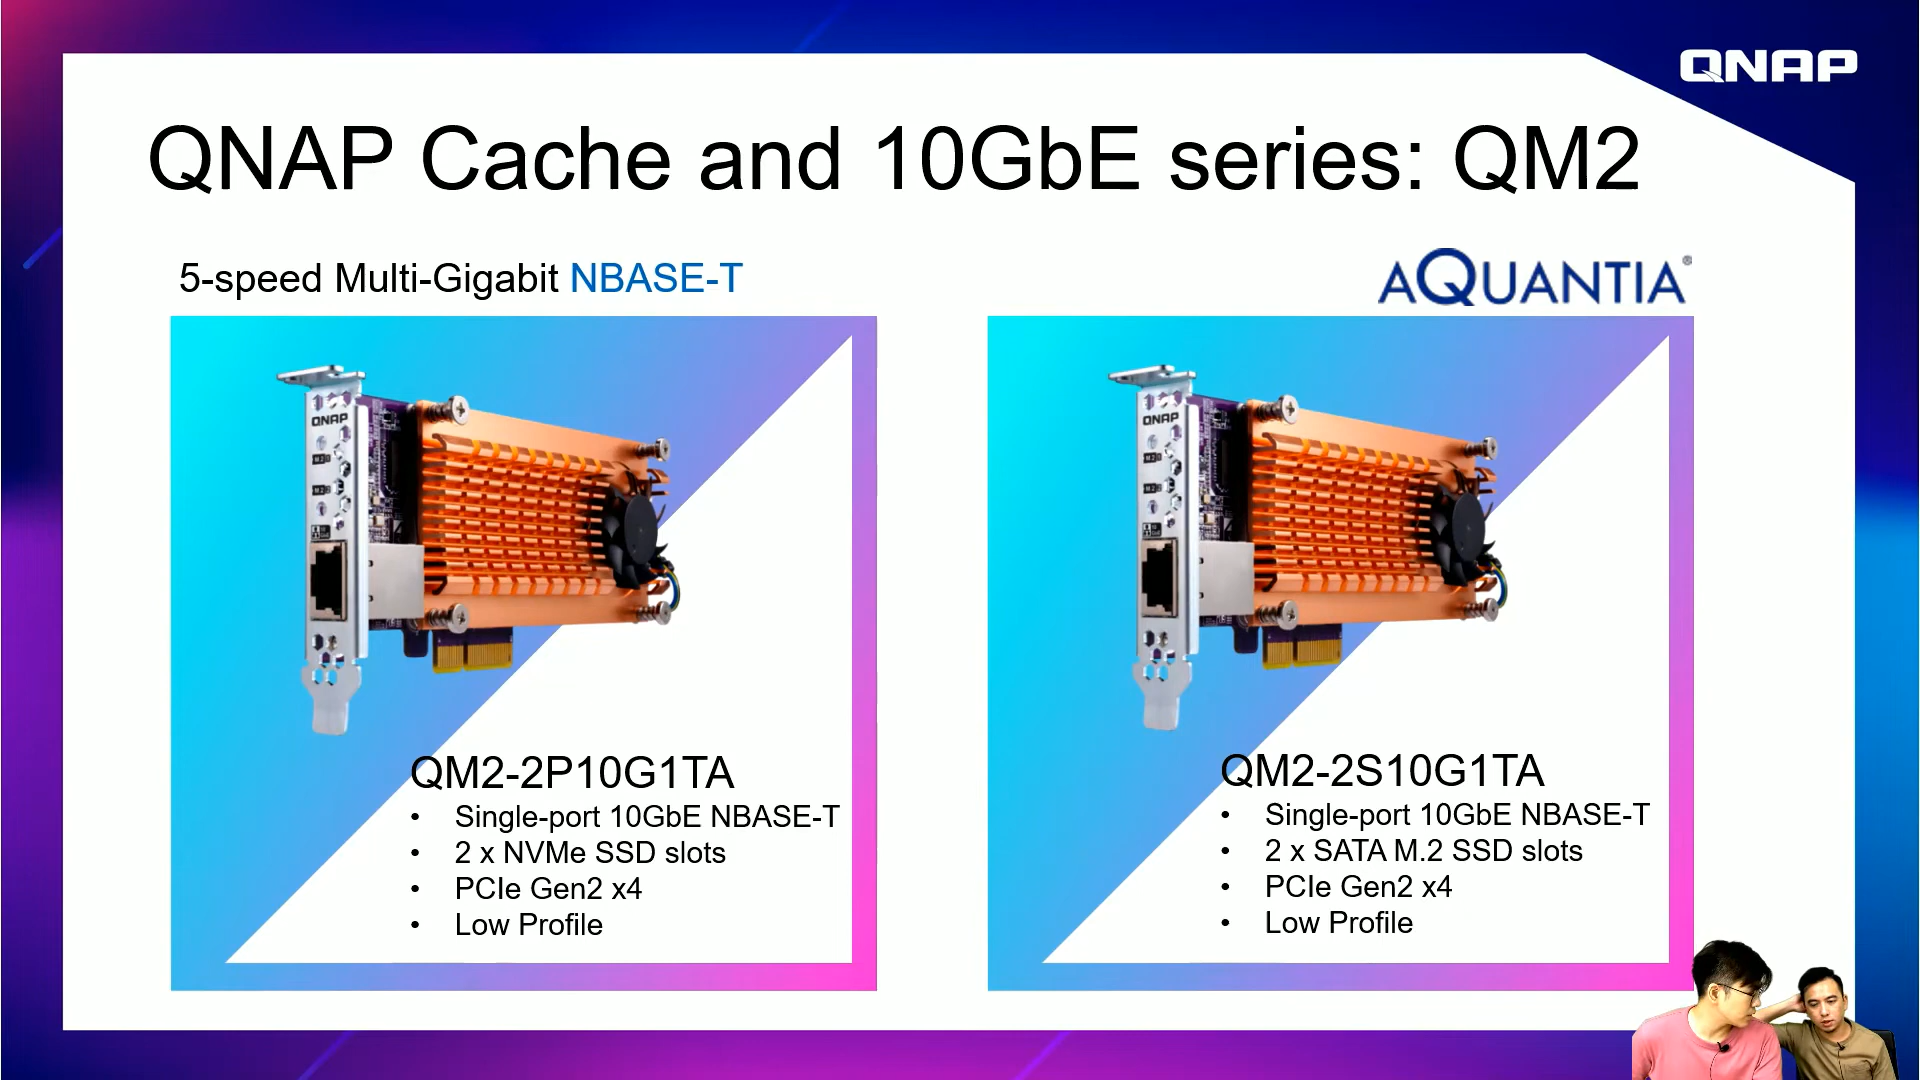 QNAP
QNAP Cache and 10GbE series: QM2
5-speed Multi-Gigabit NBASE-T
AQUANTIA®
QNAP
QNAP
QM2-2P10G1TA
• Single-port 10GbE NBASE-T
• 2 x NVMe SSD slots
• PCIe Gen2 x4
• Low Profile
QM2-2S10G1TA
• Single-port 10GbE NBASE-T
• 2 x SATA M.2 SSD slots
• PCIe Gen2 x4
• Low Profile